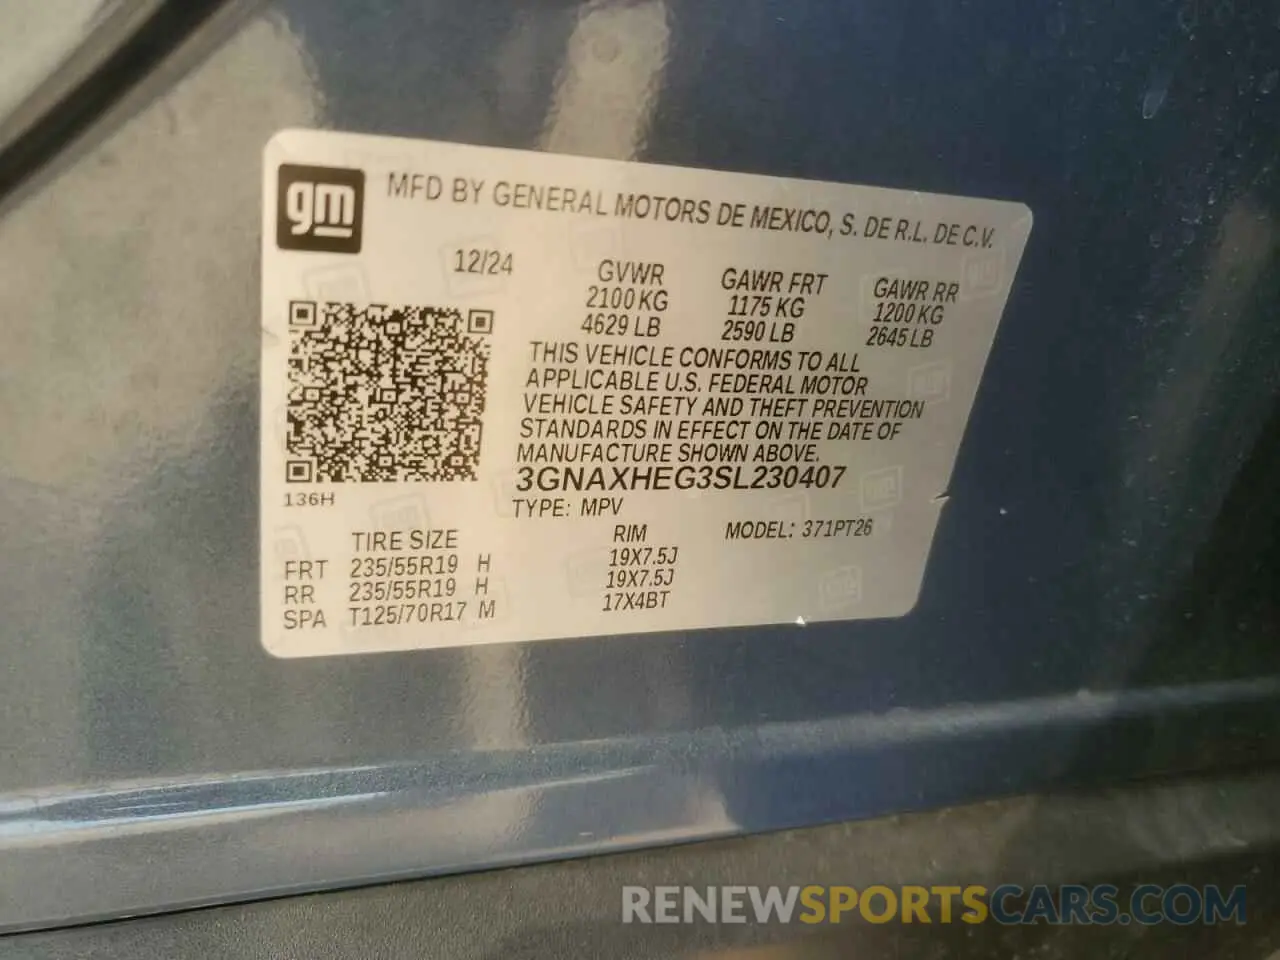 gm
MFD BY GENERAL MOTORS DE MEXICO, S. DE R.L. DE C.V.
12/24
GVWR GAWR FRT GAWR RR
2100 KG 1175 KG 1200 KG
4629 LB 2590 LB 2645 LB
THIS VEHICLE CONFORMS TO ALL
APPLICABLE U.S. FEDERAL MOTOR
VEHICLE SAFETY AND THEFT PREVENTION
STANDARDS IN EFFECT ON THE DATE OF
MANUFACTURE SHOWN ABOVE.
3GNAXHEG3SL230407
136H
TYPE: MPV
MODEL: 371PT26
TIRE SIZE RIM
FRT 235/55R19 H 19X7.5J
RR 235/55R19 H 19X7.5J
SPA T125/70R17 M 17X4BT
RENEWSPORTSCARS.COM